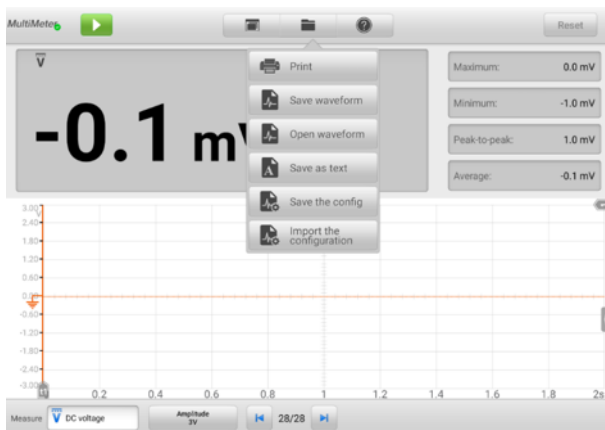 MultiMeter
Reset
V
-0.1 mV
Print
Save waveform
Open waveform
Save as text
Save the config
Import the
configuration
Maximum: 0.0 mV
Minimum: -1.0 mV
Peak-to-peak: 1.0 mV
Average: -0.1 mV
3.00
V
2.40
1.80
1.20
0.60
0.00
-0.60
-1.20
-1.80
-2.40
-3.00
0.2 0.4 0.6 0.8 1 1.2 1.4 1.6 1.8 2s
Measure V DC voltage
Amplitude
3V
28/28